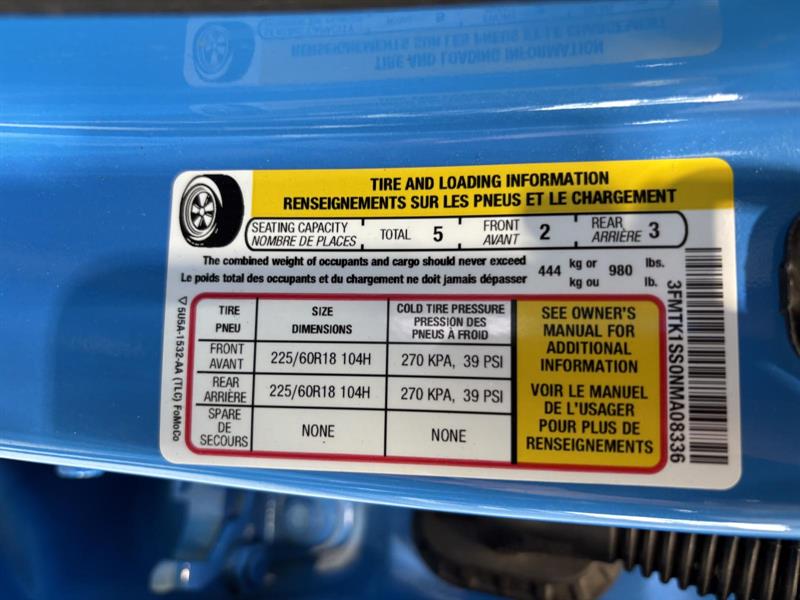 TIRE AND LOADING INFORMATION
RENSEIGNEMENTS SUR LES PNEUS ET LE CHARGEMENT
SEATING CAPACITY
NOMBRE DE PLACES
TOTAL 5
FRONT
AVANT 2
REAR
ARRIÈRE 3
The combined weight of occupants and cargo should never exceed
Le poids total des occupants et du chargement ne doit jamais dépasser
444 kg or
kg ou
980 lbs.
lb.
TIRE
PNEU
SIZE
DIMENSIONS
COLD TIRE PRESSURE
PRESSION DES
PNEUS À FROID
FRONT
AVANT
225/60R18 104H
270 KPA, 39 PSI
REAR
ARRIÈRE
225/60R18 104H
270 KPA, 39 PSI
SPARE
DE
SECOURS
NONE
NONE
SEE OWNER'S
MANUAL FOR
ADDITIONAL
INFORMATION
VOIR LE MANUEL
DE L'USAGER
POUR PLUS DE
RENSEIGNEMENTS
3FMTK1SS0NMA08336
5U5A-1532-AA (TLC) FoMoCo